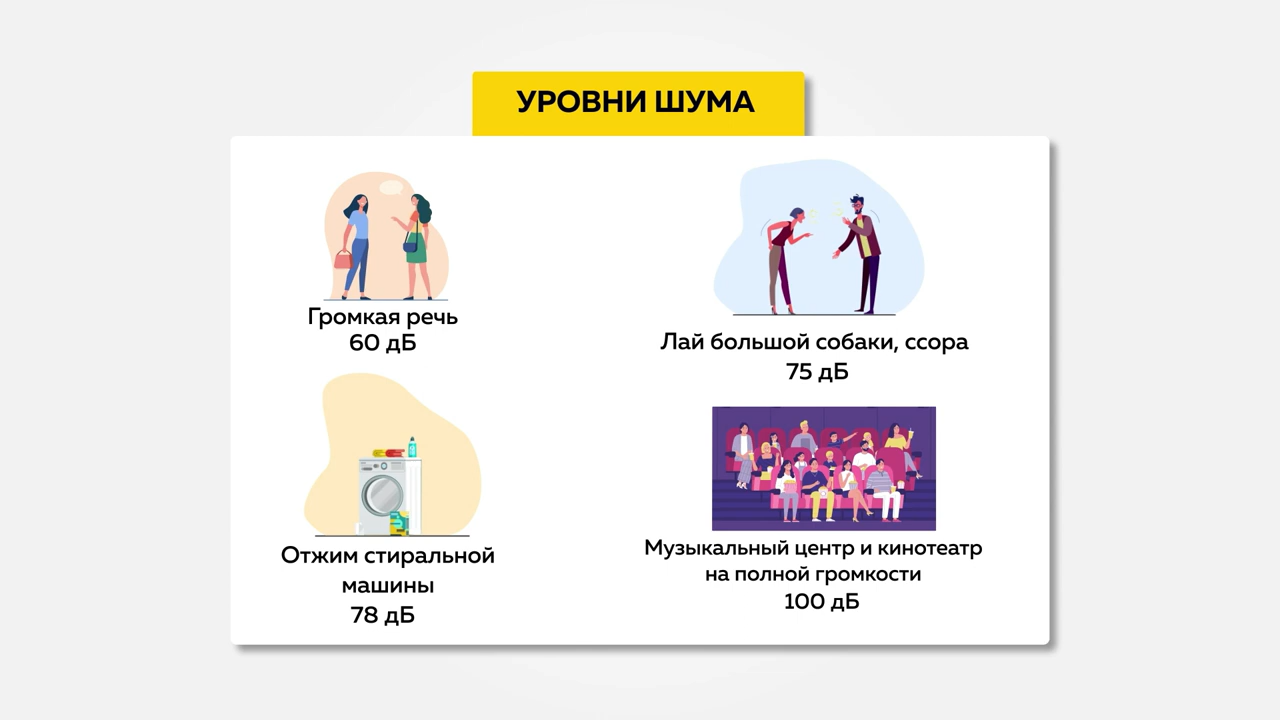 УРОВНИ ШУМА
Громкая речь
60 дБ
Лай большой собаки, ссора
75 дБ
Отжим стиральной
машины
78 дБ
Музыкальный центр и кинотеатр
на полной громкости
100 дБ